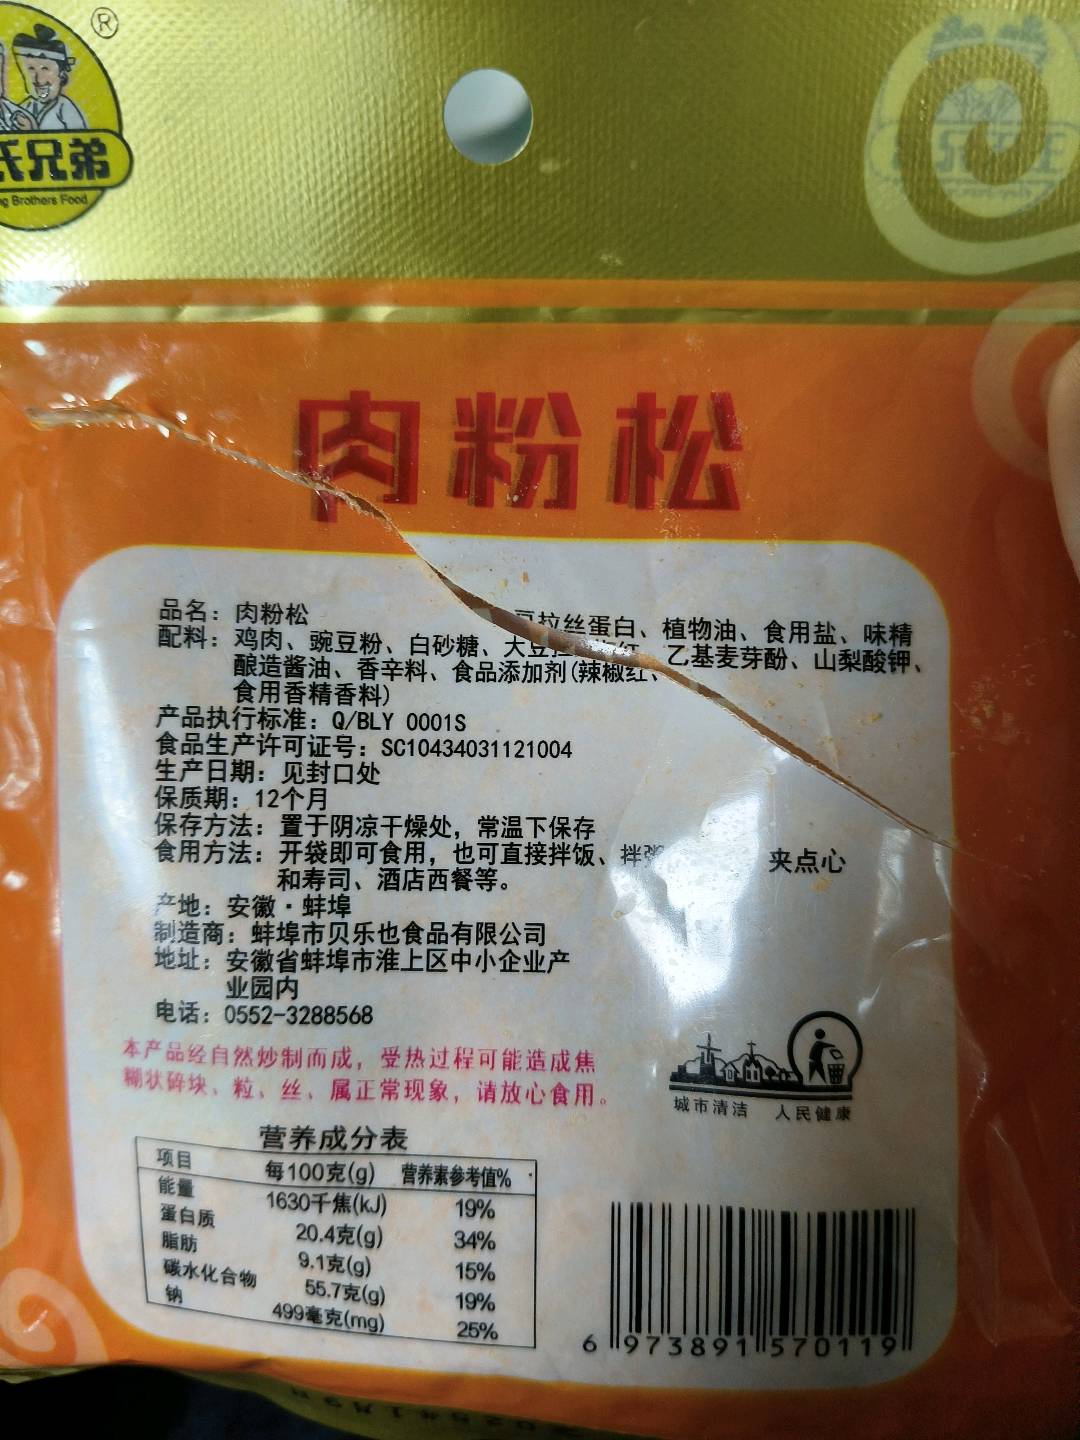 ®
氏兄弟
Brothers Food
肉粉松
品名：肉粉松
配料：鸡肉、豌豆粉、白砂糖、大豆拉丝蛋白、植物油、食用盐、味精
酿造酱油、香辛料、食品添加剂(辣椒红、乙基麦芽酚、山梨酸钾、
食用香精香料)
产品执行标准：Q/BLY 0001S
食品生产许可证号：SC10434031121004
生产日期：见封口处
保质期：12个月
保存方法：置于阴凉干燥处，常温下保存
食用方法：开袋即可食用，也可直接拌饭、拌粥 夹点心
和寿司、酒店西餐等。
产地：安徽·蚌埠
制造商：蚌埠市贝乐也食品有限公司
地址：安徽省蚌埠市淮上区中小企业产
业园内
电话：0552-3288568
本产品经自然炒制而成，受热过程可能造成焦
糊状碎块、粒、丝、属正常现象，请放心食用。
城市清洁 人民健康
营养成分表
项目 每100克(g) 营养素参考值%
能量 1630千焦(kJ) 19%
蛋白质 20.4克(g) 34%
脂肪 9.1克(g) 15%
碳水化合物 55.7克(g) 19%
钠 499毫克(mg) 25%
6 973891 570119